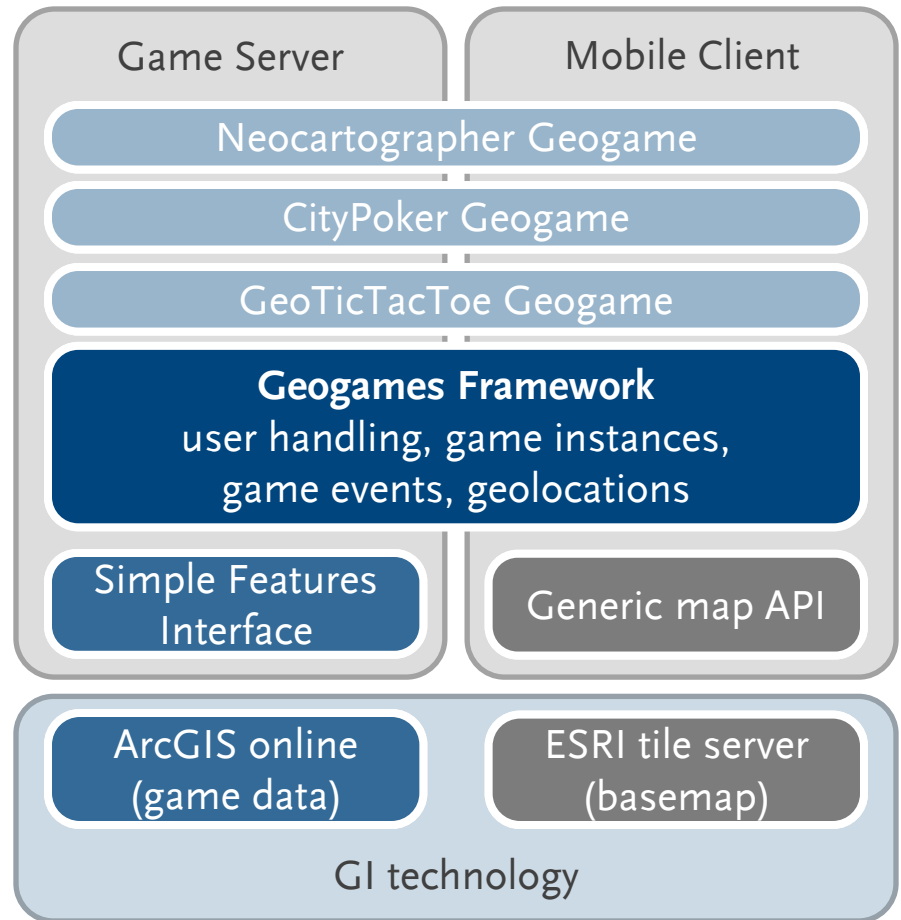 Game Server
Mobile Client
Neocartographer Geogame
CityPoker Geogame
GeoTicTacToe Geogame
Geogames Framework
user handling, game instances,
game events, geolocations
Simple Features
Interface
Generic map API
ArcGIS online
(game data)
ESRI tile server
(basemap)
GI technology